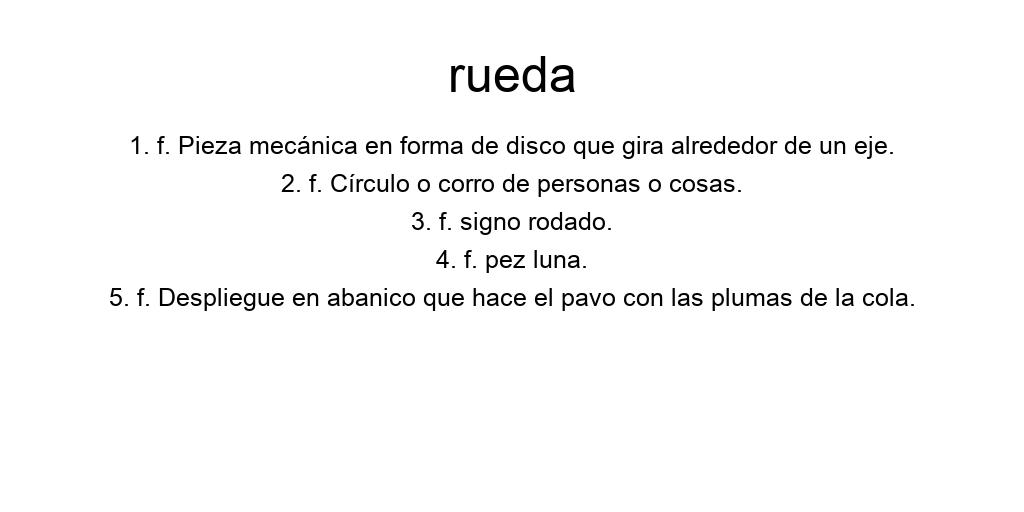 rueda
1. f. Pieza mecánica en forma de disco que gira alrededor de un eje.
2. f. Círculo o corro de personas o cosas.
3. f. signo rodado.
4. f. pez luna.
5. f. Despliegue en abanico que hace el pavo con las plumas de la cola.